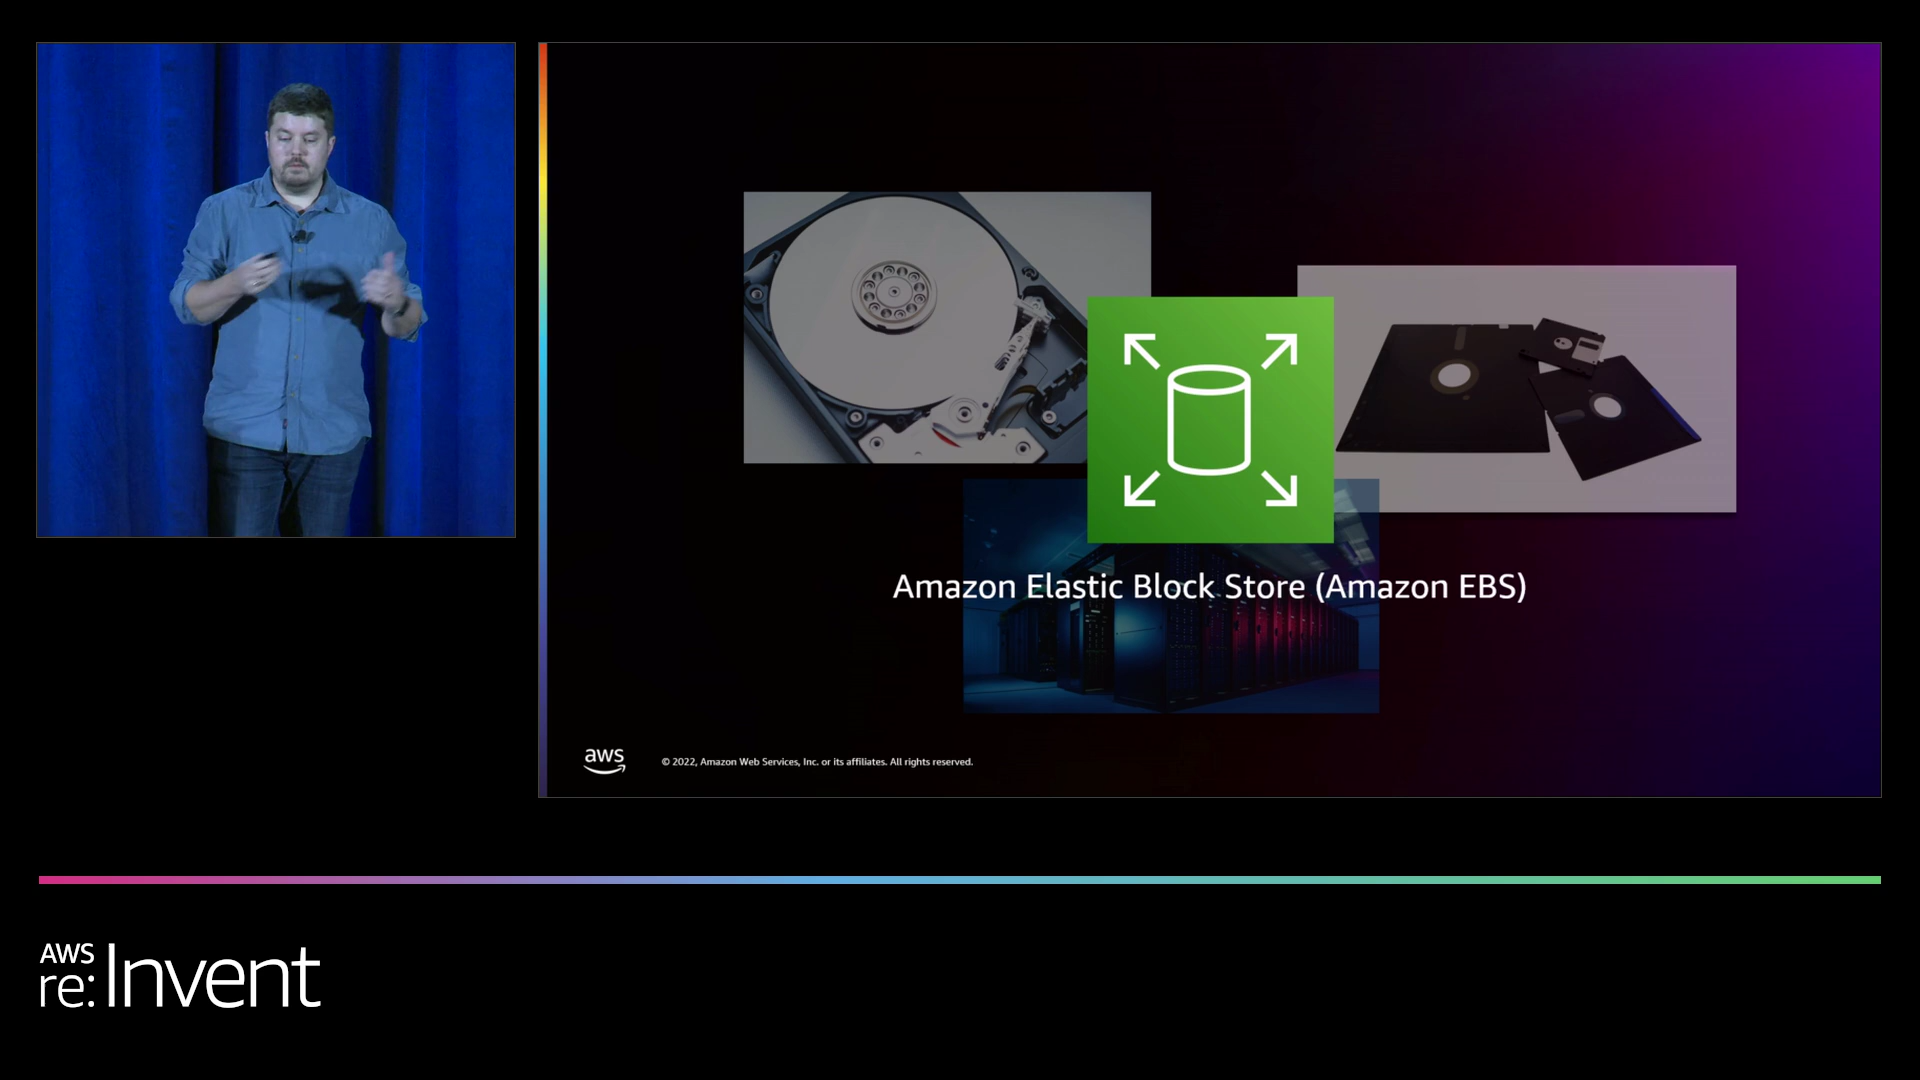 Amazon Elastic Block Store (Amazon EBS)
aws
© 2022, Amazon Web Services, Inc. or its affiliates. All rights reserved.
AWS
re:Invent